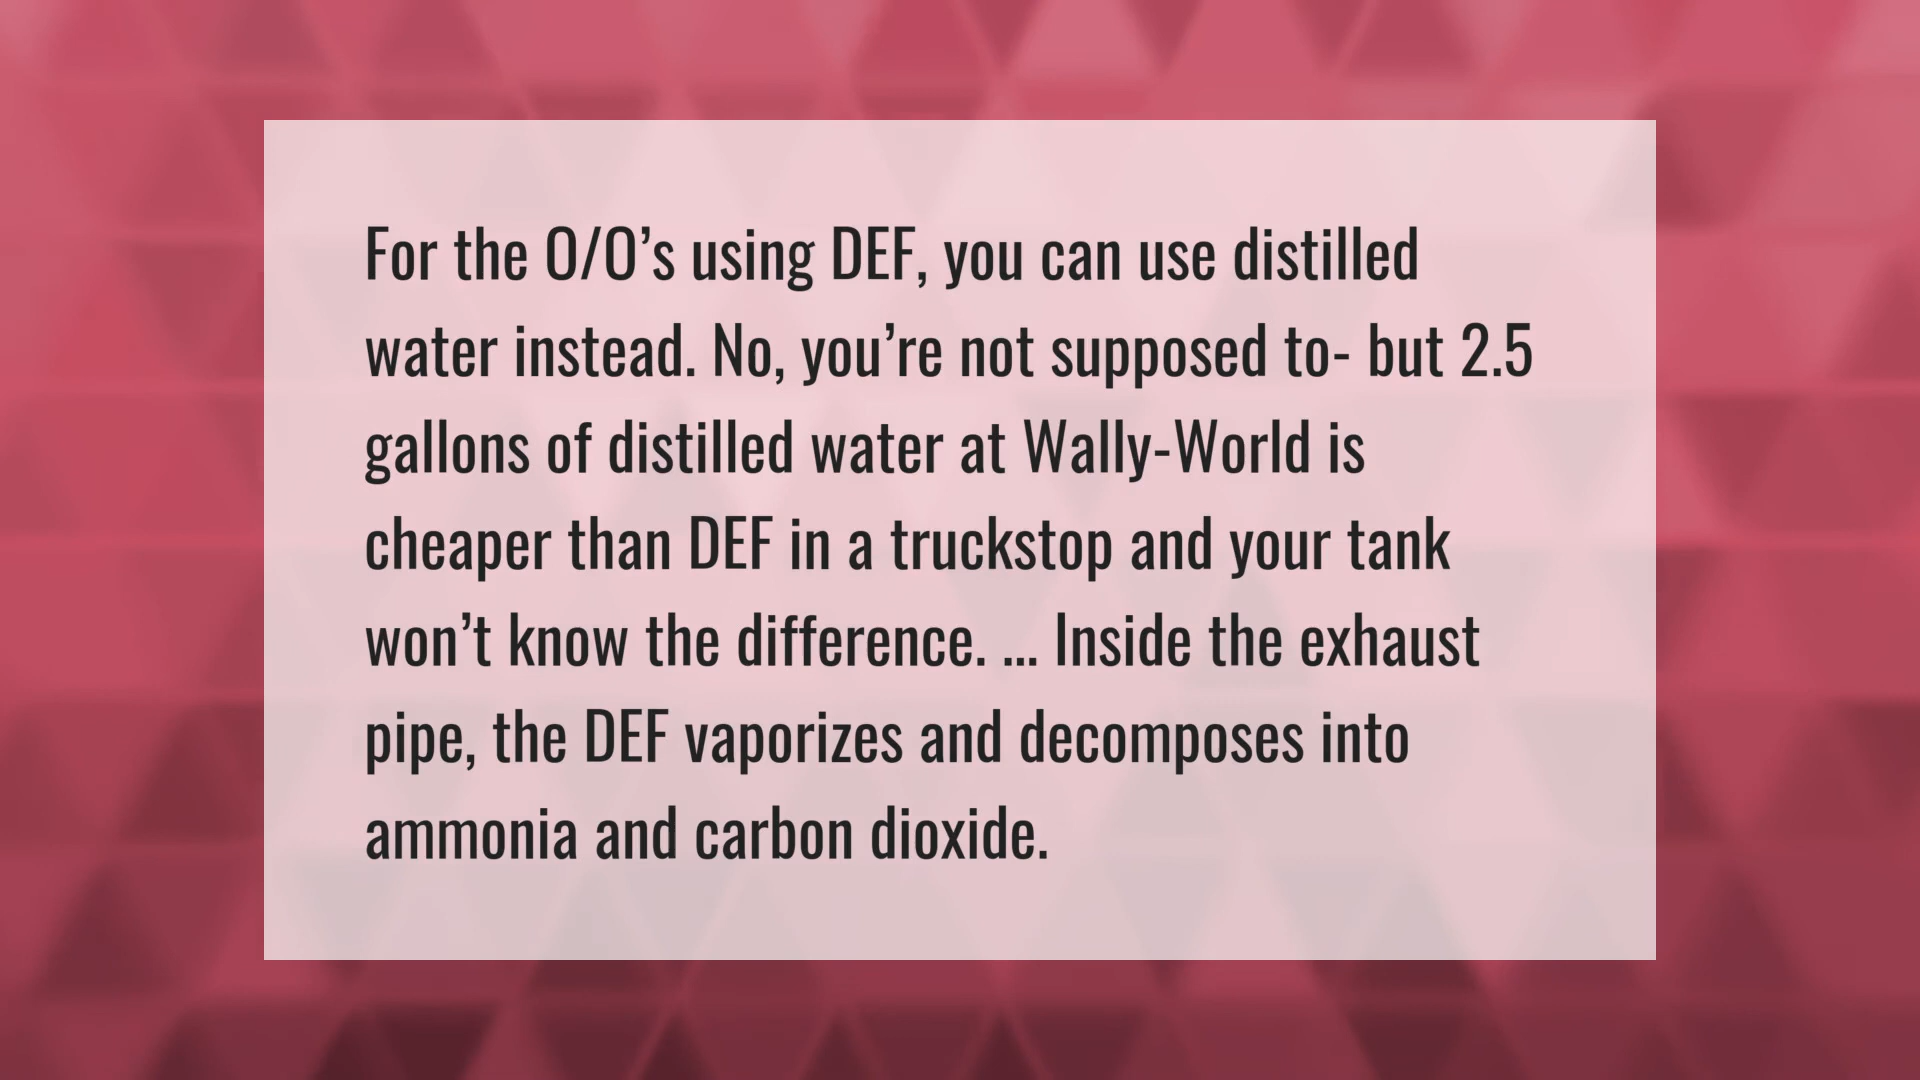 For the O/O’s using DEF, you can use distilled
water instead. No, you’re not supposed to- but 2.5
gallons of distilled water at Wally-World is
cheaper than DEF in a truckstop and your tank
won’t know the difference. ... Inside the exhaust
pipe, the DEF vaporizes and decomposes into
ammonia and carbon dioxide.